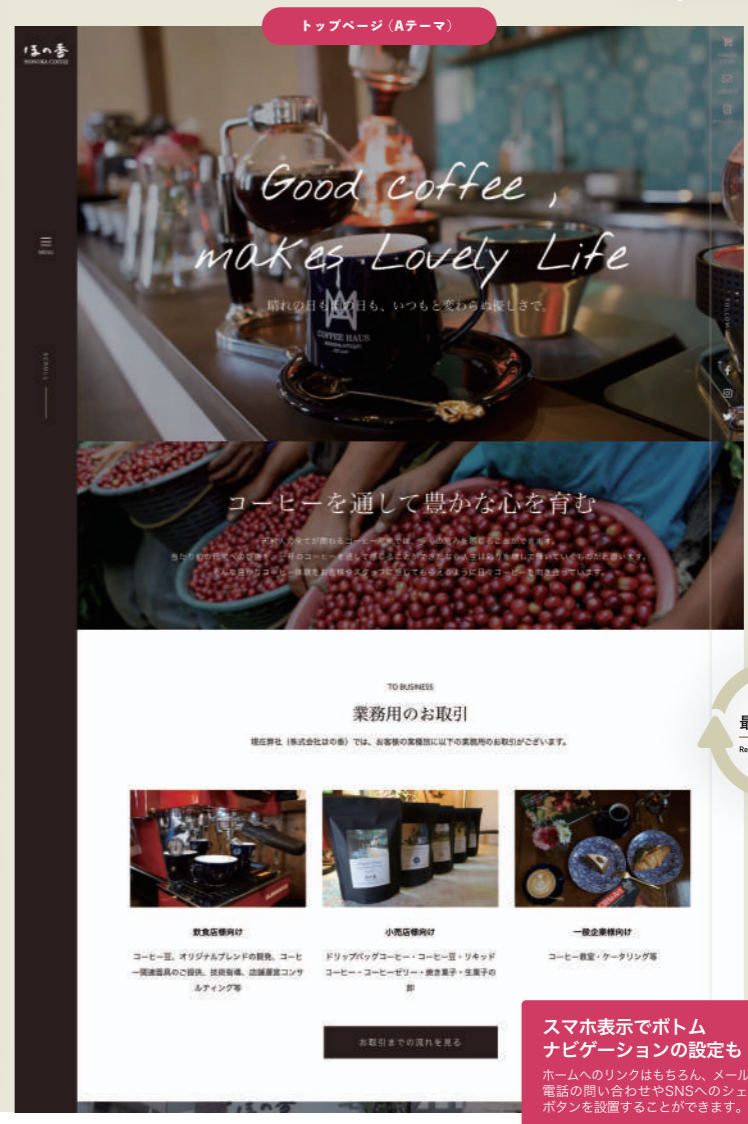 トップページ（Aテーマ）
ほの香
HONOKA COFFEE
MENU
SCROLL
Good coffee ,
makes Lovely Life
晴れの日も雨の日も、いつもと変わらぬ優しさで。
COFFEE HAUS
FOLLOW
コーヒーを通して豊かな心を育む
TO BUSINESS
業務用のお取引
現在弊社（株式会社ほの香）では、お客様の業種別に以下の業務用のお取引がございます。
飲食店様向け
コーヒー豆、オリジナルブレンドの開発、コーヒ
ー関連器具のご提供、技術指導、店舗運営コンサ
ルティング等
小売店様向け
ドリップバッグコーヒー・コーヒー豆・リキッド
コーヒー・コーヒーゼリー・焼き菓子・生菓子の
卸
一般企業様向け
コーヒー教室・ケータリング等
お取引までの流れを見る
最
Re
スマホ表示でボトム
ナビゲーションの設定も
ホームへのリンクはもちろん、メール
電話の問い合わせやSNSへのシェ
ボタンを設置することができます。